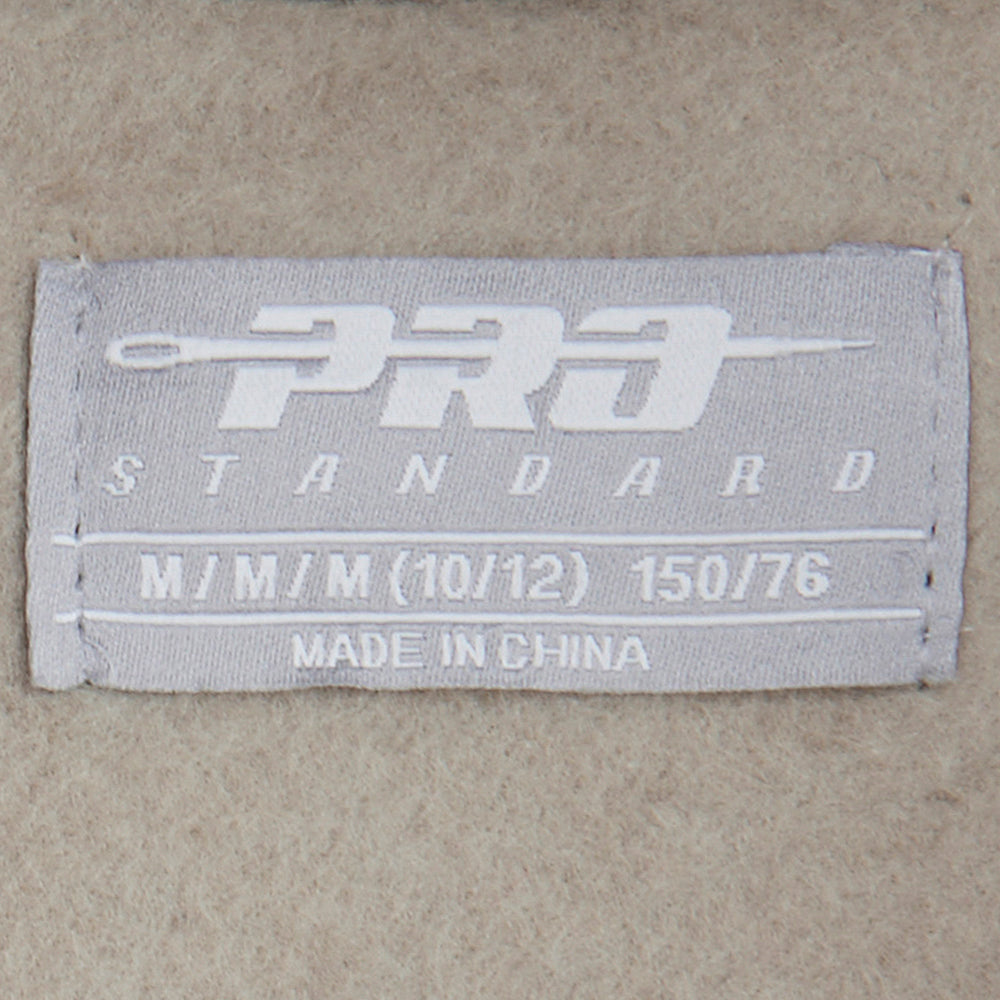 PRO
STANDARD
M/M/M (10/12) 150/76
MADE IN CHINA